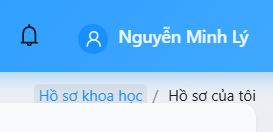 Nguyễn Minh Lý
Hồ sơ khoa học / Hồ sơ của tôi